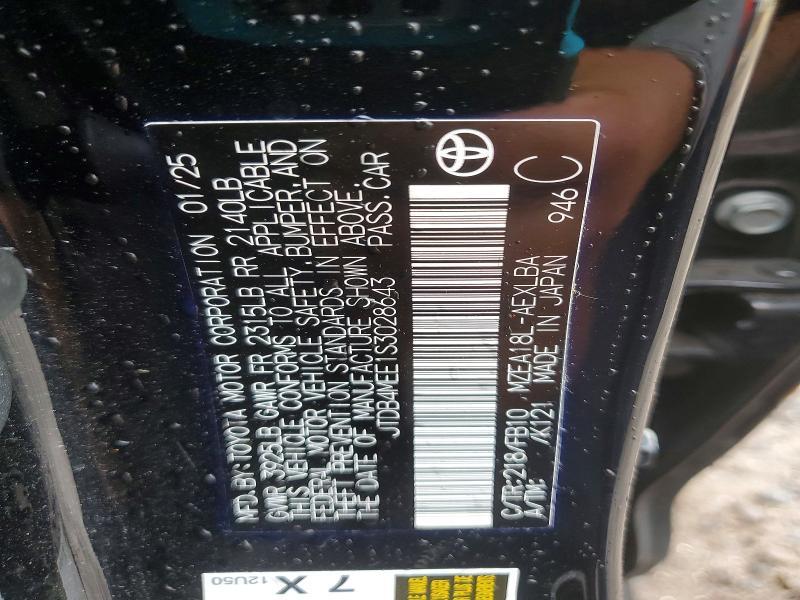 MFD. BY: TOYOTA MOTOR CORPORATION 01/25
GVWR 3925LB GAWR FR 2315LB RR 2140LB
THIS VEHICLE CONFORMS TO ALL APPLICABLE
FEDERAL MOTOR VEHICLE SAFETY, BUMPER, AND
THEFT PREVENTION STANDARDS IN EFFECT ON
THE DATE OF MANUFACTURE SHOWN ABOVE.
JTDB4MEE1S3028643 PASS. CAR
C/TR: 218/FB10 MZEA18L-AEXLBA
A/TM: /K121 MADE IN JAPAN
946 C
7 X
12U50